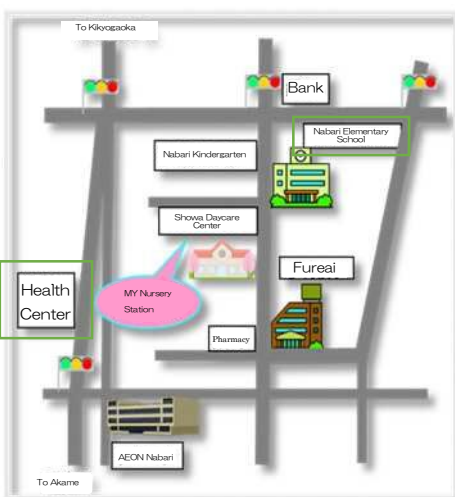 To Kikyogaoka
Bank
Nabari Elementary
School
Nabari Kindergarten
Showa Daycare
Center
Fureai
Health
Center
MY Nursery
Station
Pharmacy
AEON Nabari
To Akame